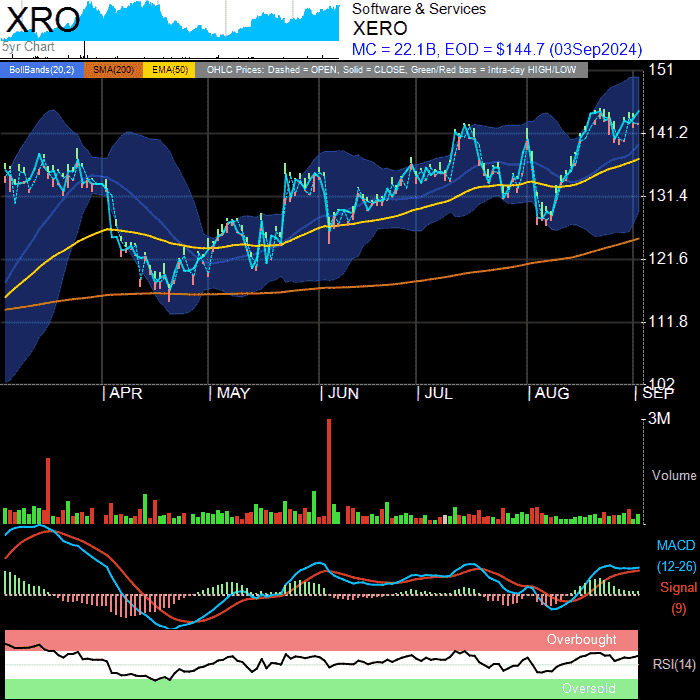 XRO
5yr Chart
Software & Services
XERO
MC = 22.1B, EOD = $144.7 (03Sep2024)
BollBands(20,2) SMA(200) EMA(50) OHLC Prices: Dashed = OPEN, Solid = CLOSE, Green/Red bars = Intra-day HIGH/LOW
151
141.2
131.4
121.6
111.8
102
APR MAY JUN JUL AUG SEP
3M
Volume
MACD
(12-26)
Signal
(9)
Overbought
RSI(14)
Oversold